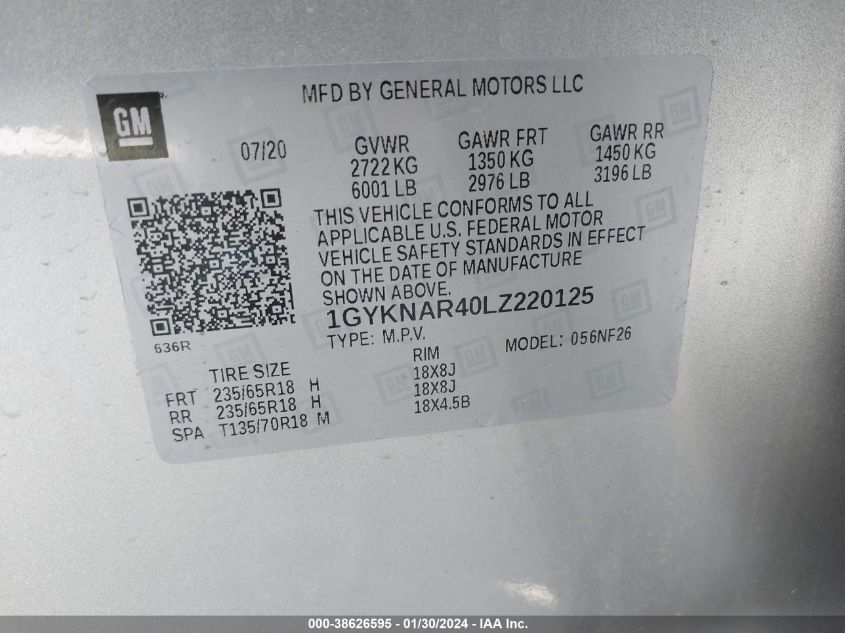 MFD BY GENERAL MOTORS LLC
GM
07/20
GVWR GAWR FRT GAWR RR
2722 KG 1350 KG 1450 KG
6001 LB 2976 LB 3196 LB
THIS VEHICLE CONFORMS TO ALL
APPLICABLE U.S. FEDERAL MOTOR
VEHICLE SAFETY STANDARDS IN EFFECT
ON THE DATE OF MANUFACTURE
SHOWN ABOVE.
1GYKNAR40LZ220125
636R
TYPE: M.P.V. MODEL: 056NF26
TIRE SIZE RIM
FRT 235/65R18 H 18X8J
RR 235/65R18 H 18X8J
SPA T135/70R18 M 18X4.5B
000-38626595 - 01/30/2024 - IAA Inc.